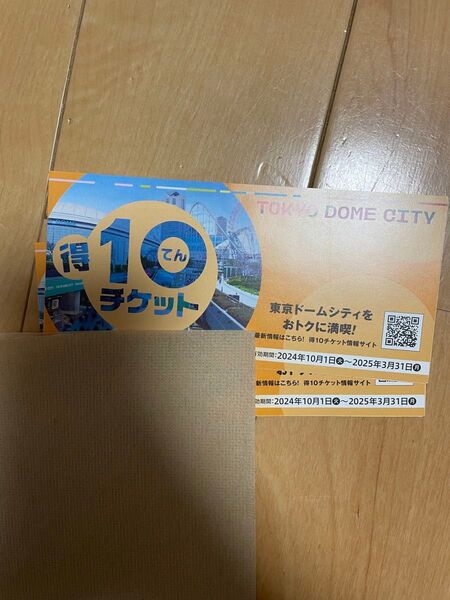 TOKYO DOME CITY
得10てん
チケット
東京ドームシティを
おトクに満喫!
最新情報はこちら! 得10チケット情報サイト
有効期間:2024年10月1日火～2025年3月31日月
最新情報はこちら! 得10チケット情報サイト
有効期間:2024年10月1日火～2025年3月31日月